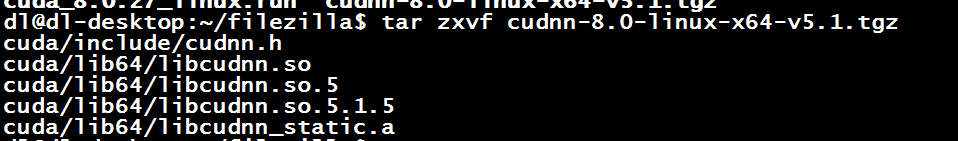 cuda_8.0.27_linux.run  cudnn-8.0-linux-x64-v5.1.tgz
dl@dl-desktop:~/filezilla$ tar zxvf cudnn-8.0-linux-x64-v5.1.tgz
cuda/include/cudnn.h
cuda/lib64/libcudnn.so
cuda/lib64/libcudnn.so.5
cuda/lib64/libcudnn.so.5.1.5
cuda/lib64/libcudnn_static.a